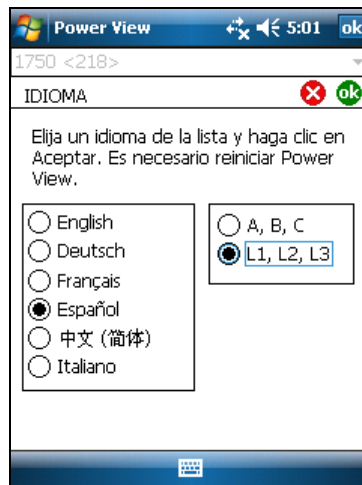 Power View 5:01 ok
1750 <218>
IDIOMA ok
Elija un idioma de la lista y haga clic en
Aceptar. Es necesario reiniciar Power
View.
English
Deutsch
Français
Español
中文 (简体)
Italiano
A, B, C
L1, L2, L3